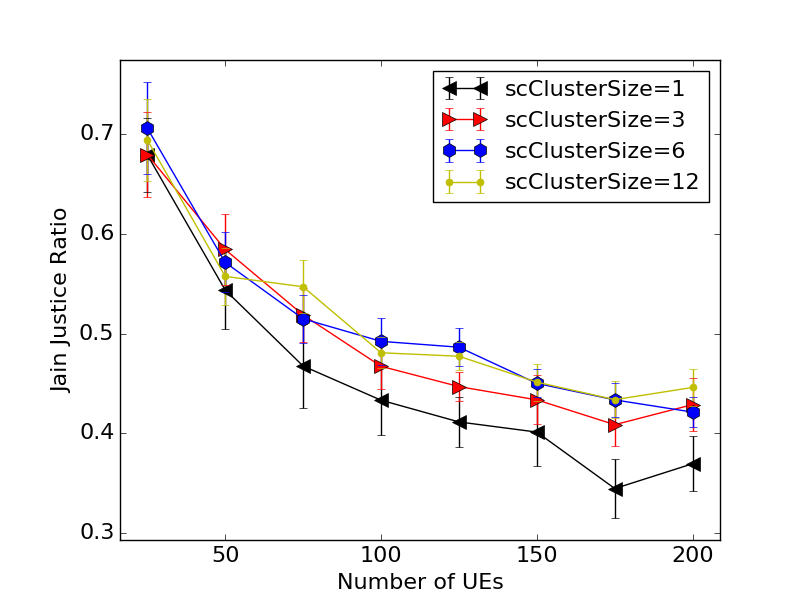 scClusterSize=1
scClusterSize=3
scClusterSize=6
scClusterSize=12
Jain Justice Ratio
0.7
0.6
0.5
0.4
0.3
50 100 150 200
Number of UEs